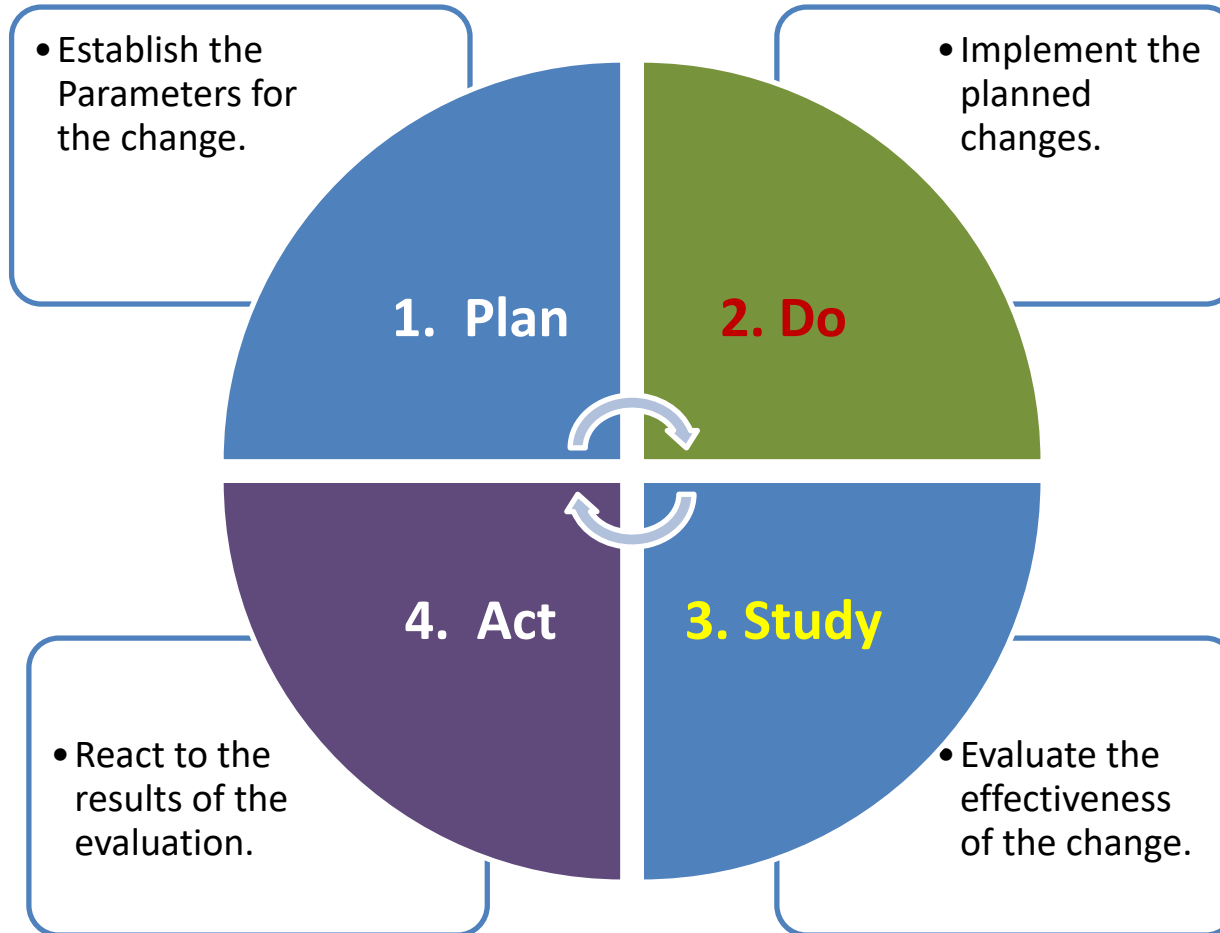 • Establish the
Parameters for
the change.
• Implement the
planned
changes.
1. Plan
2. Do
4. Act
3. Study
• React to the
results of the
evaluation.
• Evaluate the
effectiveness
of the change.